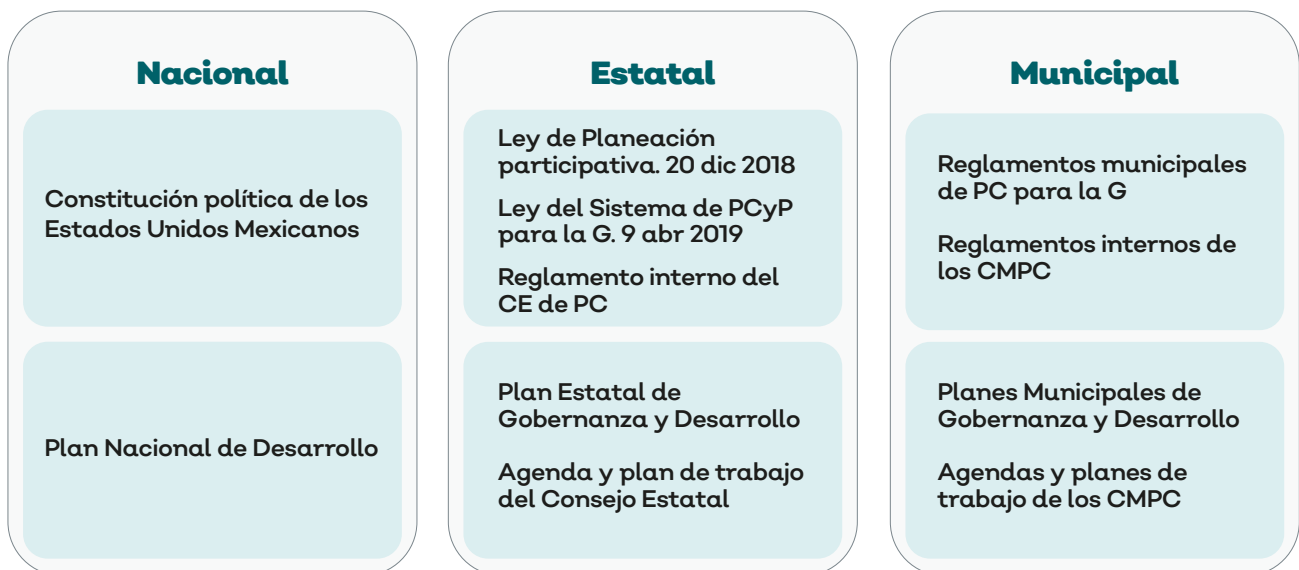 Nacional
Constitución política de los
Estados Unidos Mexicanos
Plan Nacional de Desarrollo
Estatal
Ley de Planeación
participativa. 20 dic 2018
Ley del Sistema de PCyP
para la G. 9 abr 2019
Reglamento interno del
CE de PC
Plan Estatal de
Gobernanza y Desarrollo
Agenda y plan de trabajo
del Consejo Estatal
Municipal
Reglamentos municipales
de PC para la G
Reglamentos internos de
los CMPC
Planes Municipales de
Gobernanza y Desarrollo
Agendas y planes de
trabajo de los CMPC